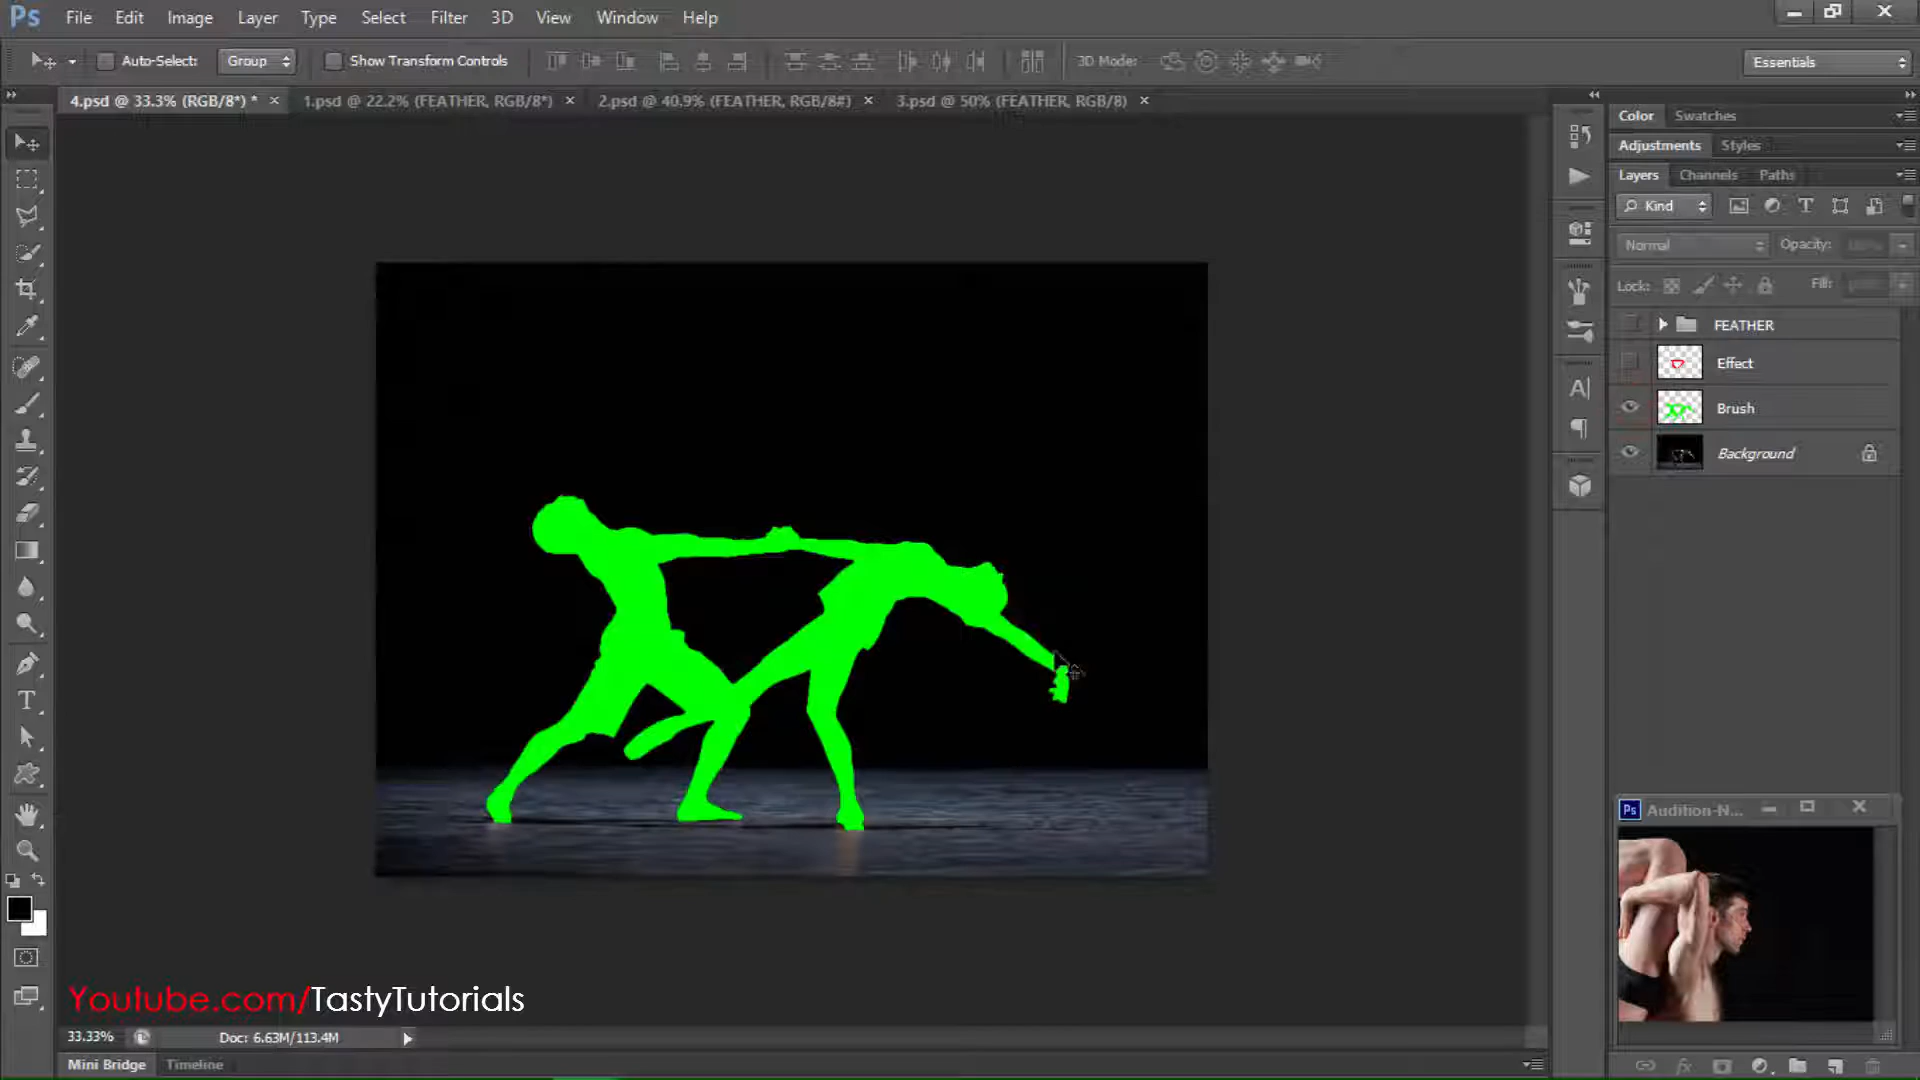 Ps File Edit Image Layer Type Select Filter 3D View Window Help
Auto-Select: Group Show Transform Controls 3D Mode: Essentials
4.psd @ 33.3% (RGB/8*) * × 1.psd @ 22.2% (FEATHER, RGB/8*) × 2.psd @ 40.9% (FEATHER, RGB/8#) × 3.psd @ 50% (FEATHER, RGB/8) ×
Color Swatches
Adjustments Styles
Layers Channels Paths
Kind
Normal Opacity:
Lock: Fill:
FEATHER
Effect
Brush
Background
Ps Audition-N...
Youtube.com/TastyTutorials
33.33% Doc: 6.63M/113.4M
Mini Bridge Timeline